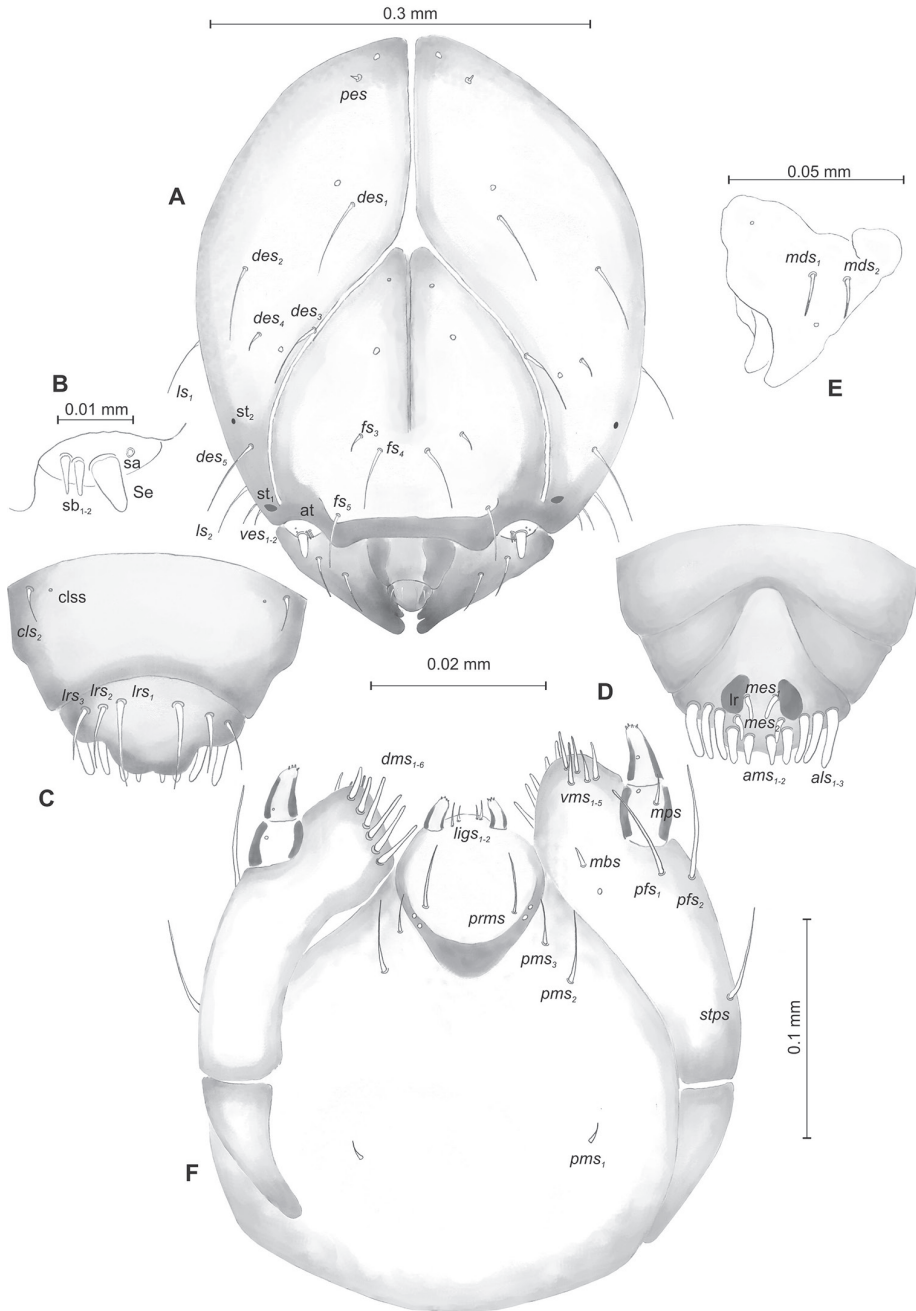 0.3 mm
pes
A
des1
des2
des3
des4
ls1
st2
des5
ls2
st1
ves1-2
at
fs3
fs4
fs5
B
0.01 mm
sa
Se
sb1-2
0.05 mm
mds1
mds2
E
clss
cls2
lrs3
lrs2
lrs1
C
0.02 mm
D
lr
mes1
mes2
ams1-2
als1-3
dms1-6
ligs1-2
vms1-5
mps
mbs
pfs1
pfs2
prms
pms3
pms2
stps
0.1 mm
pms1
F